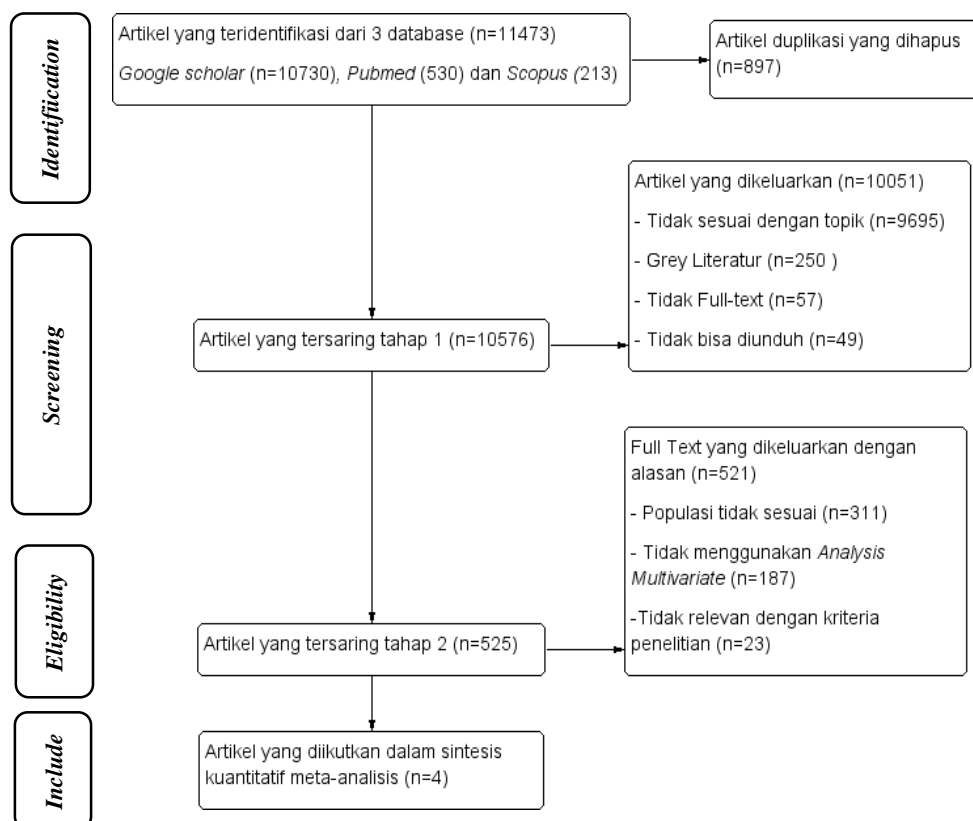 Identifiication
Artikel yang teridentifikasi dari 3 database (n=11473)
Google scholar (n=10730), Pubmed (530) dan Scopus (213)
Artikel duplikasi yang dihapus
(n=897)
Screening
Artikel yang tersaring tahap 1 (n=10576)
Artikel yang dikeluarkan (n=10051)
- Tidak sesuai dengan topik (n=9695)
- Grey Literatur (n=250 )
- Tidak Full-text (n=57)
- Tidak bisa diunduh (n=49)
Eligibility
Artikel yang tersaring tahap 2 (n=525)
Full Text yang dikeluarkan dengan
alasan (n=521)
- Populasi tidak sesuai (n=311)
- Tidak menggunakan Analysis
Multivariate (n=187)
-Tidak relevan dengan kriteria
penelitian (n=23)
Include
Artikel yang diikutkan dalam sintesis
kuantitatif meta-analisis (n=4)